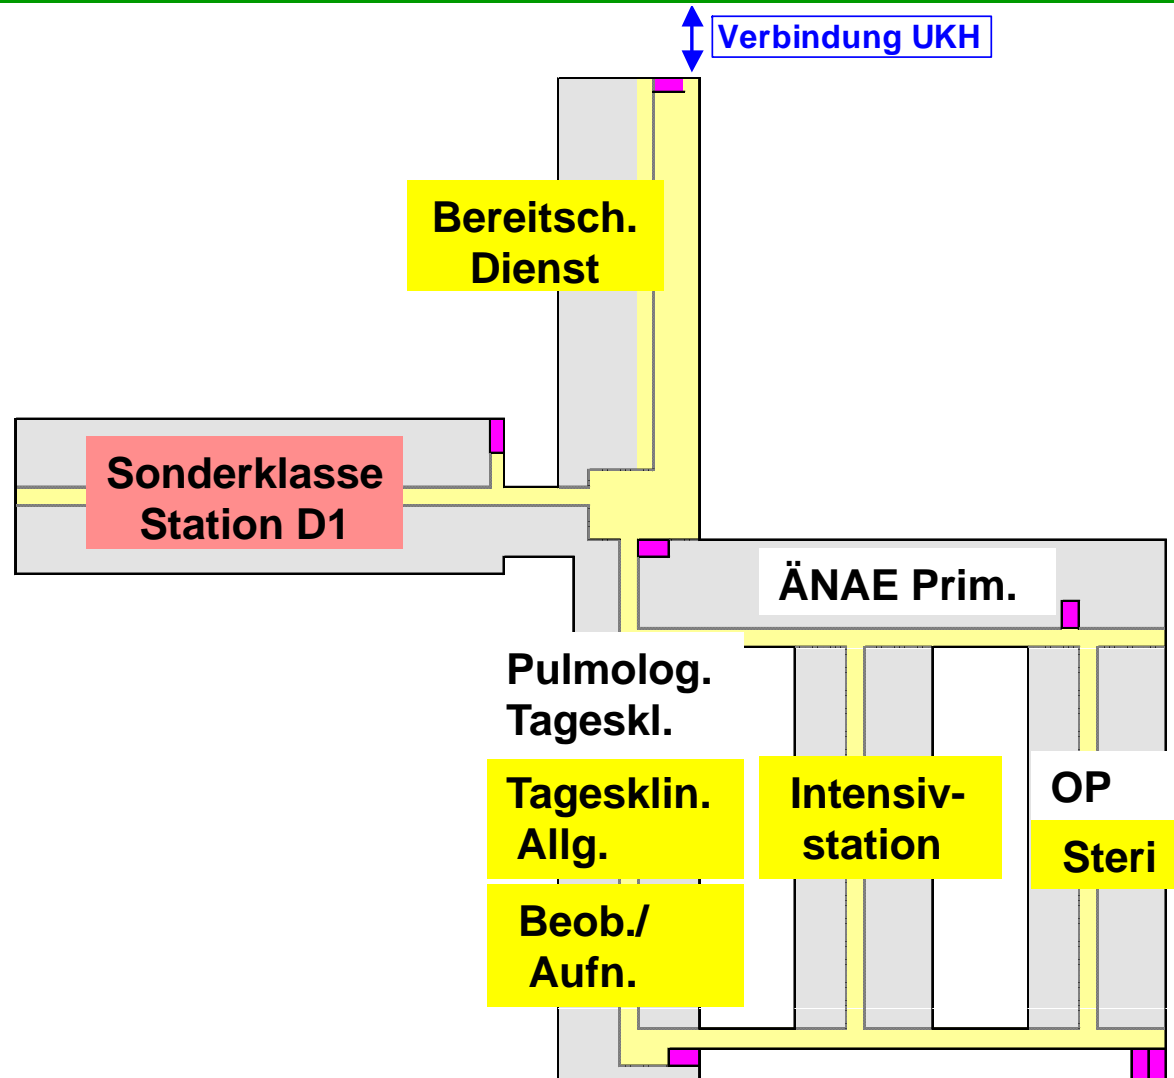 Verbindung UKH
Bereitsch.
Dienst
Sonderklasse
Station D1
ÄNAE Prim.
Pulmolog.
Tageskl.
Tagesklin.
Allg.
Intensiv-
station
OP
Steri
Beob./
Aufn.